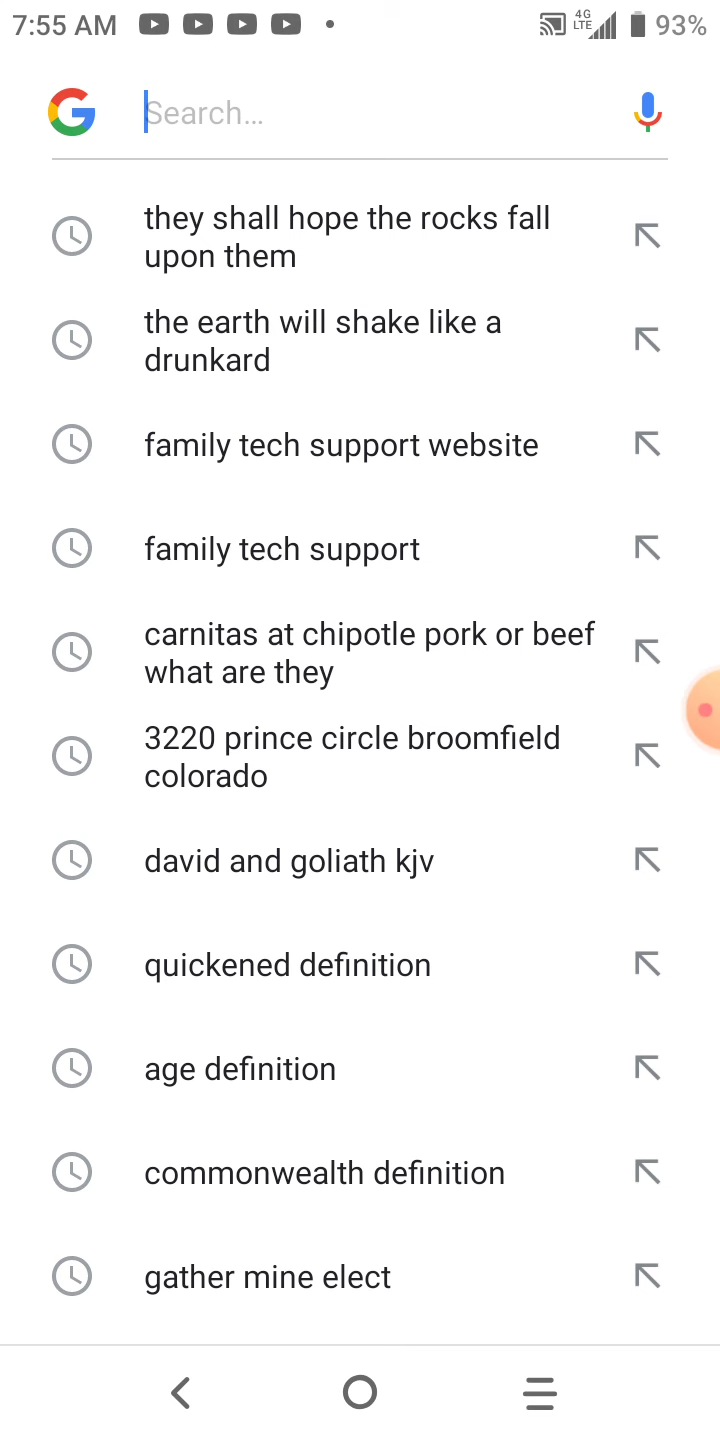 7:55 AM
4G
LTE
93%
Search...
they shall hope the rocks fall
upon them
the earth will shake like a
drunkard
family tech support website
family tech support
carnitas at chipotle pork or beef
what are they
3220 prince circle broomfield
colorado
david and goliath kjv
quickened definition
age definition
commonwealth definition
gather mine elect